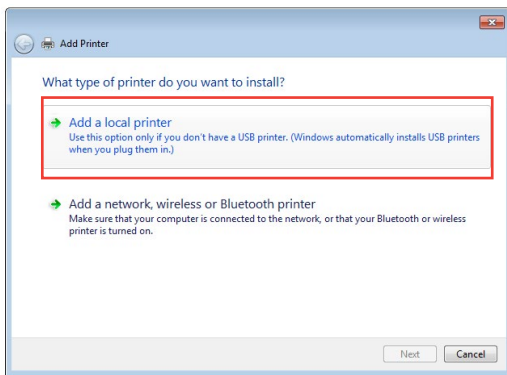 Add Printer
What type of printer do you want to install?
Add a local printer
Use this option only if you don't have a USB printer. (Windows automatically installs USB printers
when you plug them in.)
Add a network, wireless or Bluetooth printer
Make sure that your computer is connected to the network, or that your Bluetooth or wireless
printer is turned on.
Next Cancel